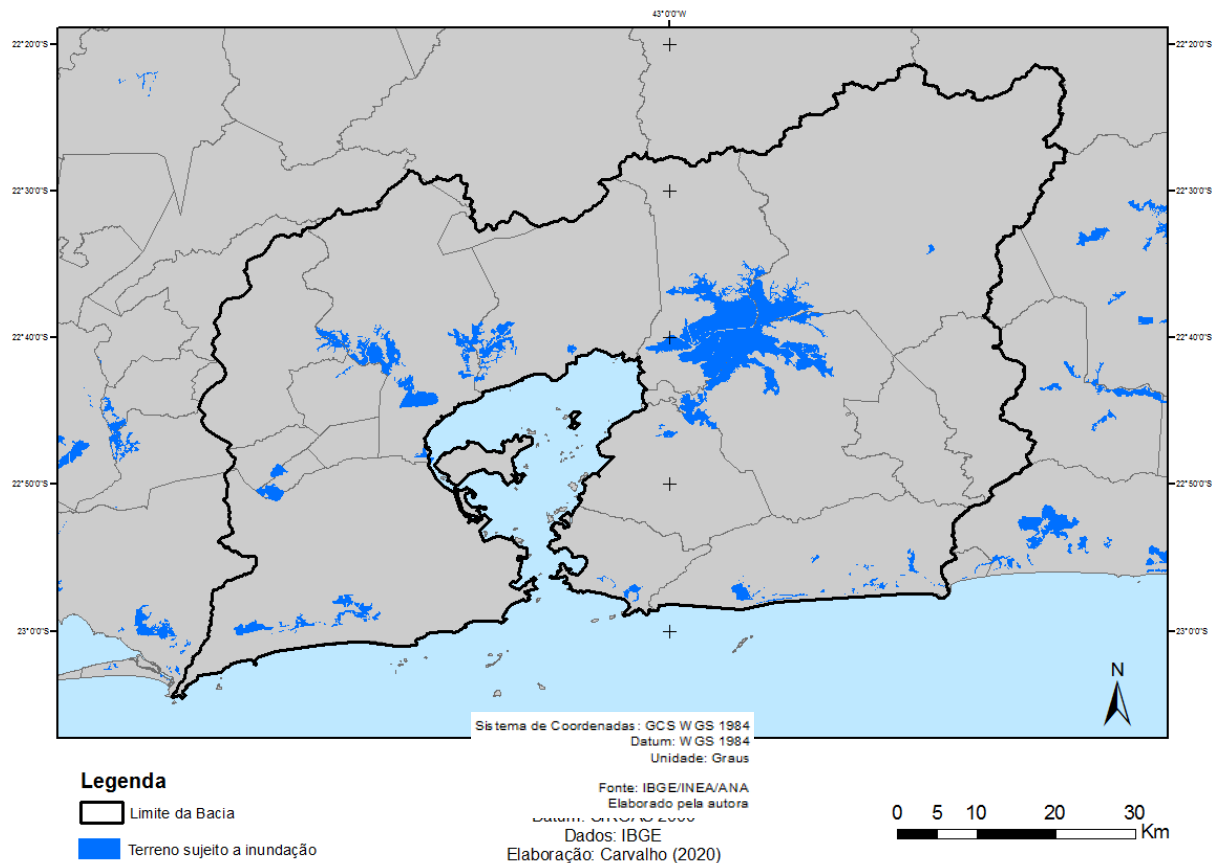 43°0'0"W
22°20'0"S
22°20'0"S
22°30'0"S
22°30'0"S
22°40'0"S
22°40'0"S
22°50'0"S
22°50'0"S
23°0'0"S
23°0'0"S
N
Sistema de Coordenadas: GCS WGS 1984
Datum: WGS 1984
Unidade: Graus
Fonte: IBGE/INEA/ANA
Elaborado pela autora
Dados: IBGE
Elaboração: Carvalho (2020)
Legenda
Limite da Bacia
Terreno sujeito a inundação
0 5 10 20 30
Km